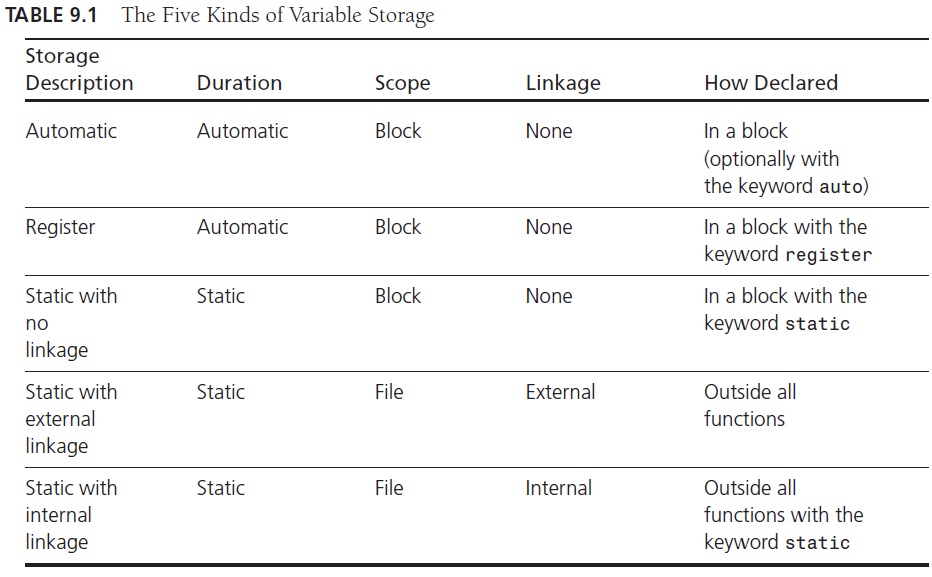 TABLE 9.1 The Five Kinds of Variable Storage
Storage
Description Duration Scope Linkage How Declared
Automatic Automatic Block None In a block
(optionally with
the keyword auto)
Register Automatic Block None In a block with the
keyword register
Static with Static Block None In a block with the
no keyword static
linkage
Static with Static File External Outside all
external functions
linkage
Static with Static File Internal Outside all
internal functions with the
linkage keyword static